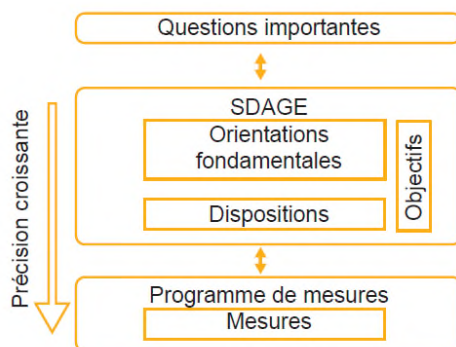 Questions importantes
Précision croissante
SDAGE
Orientations
fondamentales
Objectifs
Dispositions
Programme de mesures
Mesures